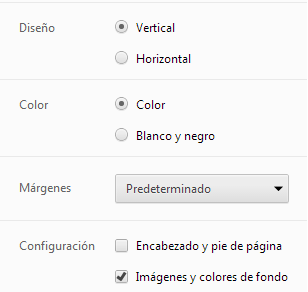 Diseño
Vertical
Horizontal
Color
Color
Blanco y negro
Márgenes
Predeterminado
Configuración
Encabezado y pie de página
Imágenes y colores de fondo